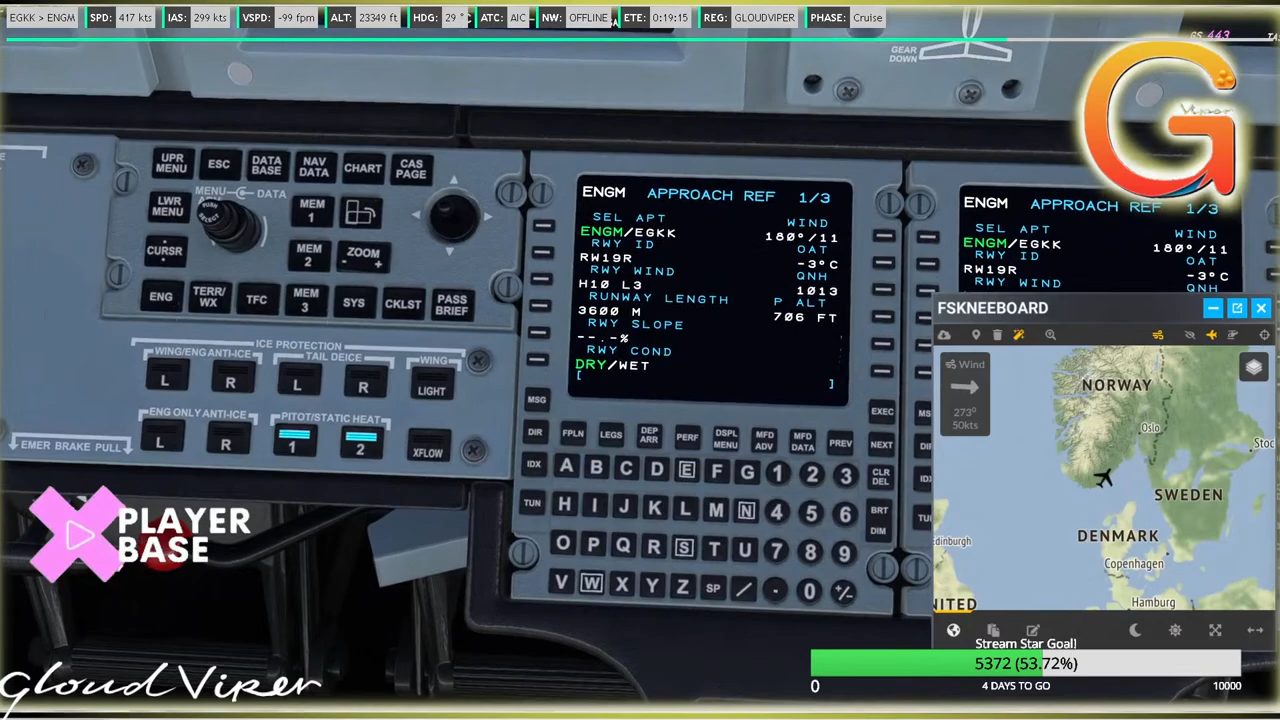 EGKK > ENGM SPD: 417 kts IAS: 299 kts VSPD: -99 fpm ALT: 23349 ft HDG: 29 ° ATC: AIC NW: OFFLINE ETE: 0:19:15 REG: GLOUDVIPER PHASE: Cruise
GS 443
GEAR
DOWN
Viper
G
UPR
MENU
ESC
DATA
BASE
NAV
DATA
CHART
CAS
PAGE
MENU
DATA
PUSH
SELECT
LWR
MENU
MEM
1
CURSR
MEM
2
ZOOM
- +
ENG
TERR/
WX
TFC
MEM
3
SYS
CKLST
PASS
BRIEF
ICE PROTECTION
WING/ENG ANTI-ICE
TAIL DEICE
WING
L
R
L
R
LIGHT
ENG ONLY ANTI-ICE
PITOT/STATIC HEAT
L
R
1
2
XFLOW
EMER BRAKE PULL
ENGM APPROACH REF 1/3
SEL APT WIND
ENGM/EGKK 180°/11
RWY ID OAT
RW19R -3°C
RWY WIND QNH
H10 L3 1013
RUNWAY LENGTH P ALT
3600 M 706 FT
RWY SLOPE
--.-%
RWY COND
DRY/WET
[ ]
MSG
EXEC
DIR
FPLN
LEGS
DEP
ARR
PERF
DSPL
MENU
MFD
ADV
MFD
DATA
PREV
NEXT
IDX
A B C D E F G 1 2 3
CLR
DEL
TUN
H I J K L M N 4 5 6
BRT
DIM
O P Q R S T U 7 8 9
V W X Y Z SP / . 0 +/-
ENGM APPROACH REF 1/3
SEL APT WIND
ENGM/EGKK 180°/11
RWY ID OAT
RW19R -3°C
RWY WIND QNH
FSKNEEBOARD
Wind
273°
50kts
NORWAY
Oslo
Stoc
SWEDEN
DENMARK
Edinburgh
Copenhagen
NITED
Hamburg
PLAYER
BASE
Gloud Viper
Stream Star Goal!
5372 (53.72%)
0 4 DAYS TO GO 10000